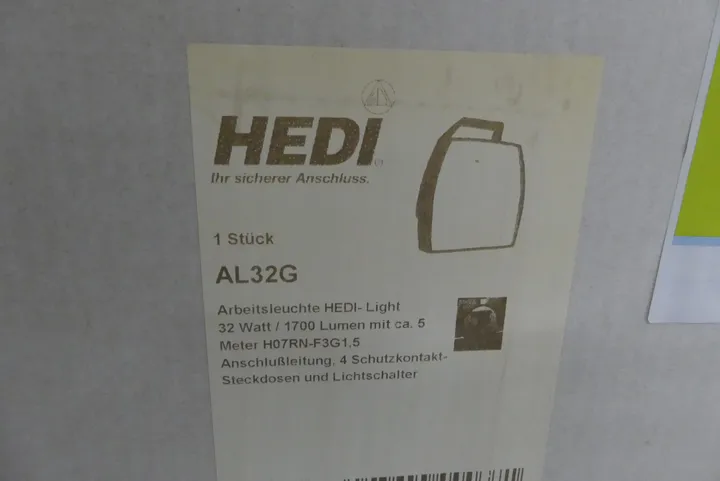 HEDI
Ihr sicherer Anschluss.
1 Stück
AL32G
Arbeitsleuchte HEDI- Light
32 Watt / 1700 Lumen mit ca. 5
Meter H07RN-F3G1,5
Anschlußleitung, 4 Schutzkontakt-
Steckdosen und Lichtschalter